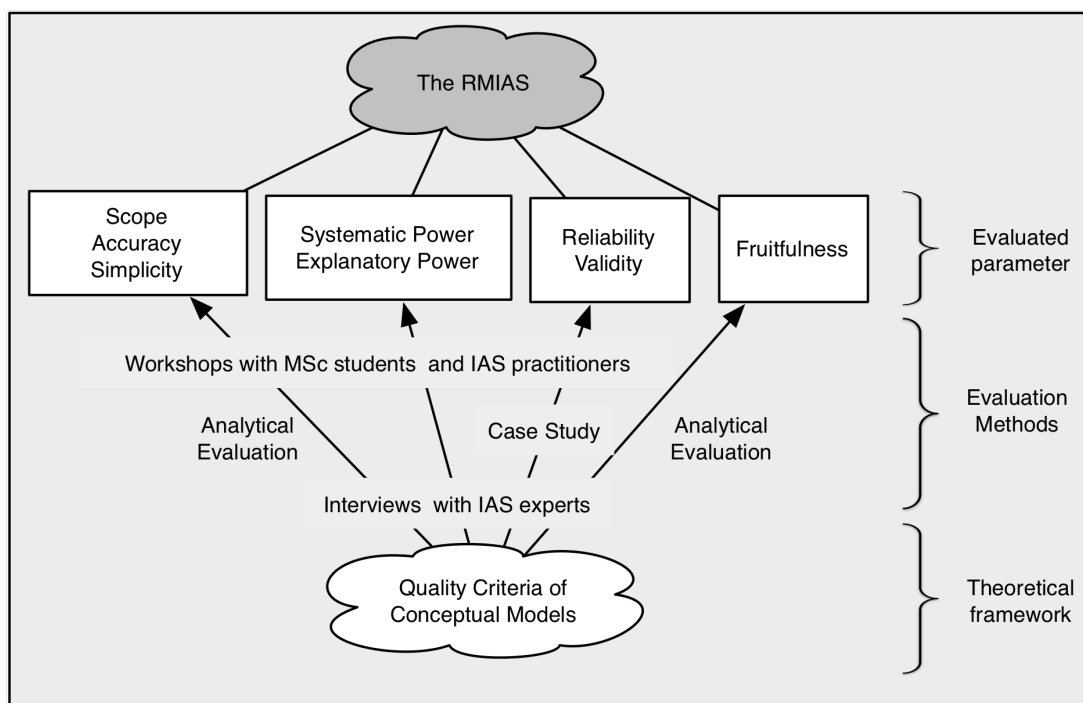 The RMIAS
Scope
Accuracy
Simplicity
Systematic Power
Explanatory Power
Reliability
Validity
Fruitfulness
Evaluated
parameter
Workshops with MSc students and IAS practitioners
Analytical
Evaluation
Case Study
Analytical
Evaluation
Evaluation
Methods
Interviews with IAS experts
Quality Criteria of
Conceptual Models
Theoretical
framework